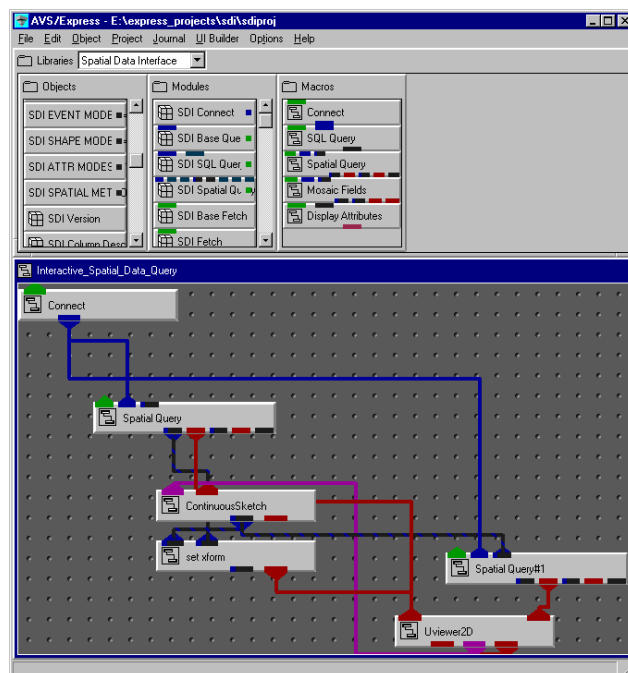 AVS/Express - E:\express_projects\sdi\sdiproj
File Edit Object Project Journal UI Builder Options Help
Libraries Spatial Data Interface
Objects Modules Macros
SDI EVENT MODE
SDI SHAPE MODE
SDI ATTR MODES
SDI SPATIAL MET
SDI Version
SDI Column Desc
SDI Connect
SDI Base Que
SDI SQL Quer
SDI Spatial Qu
SDI Base Fetch
SDI Fetch
Connect
SQL Query
Spatial Query
Mosaic Fields
Display Attributes
Interactive_Spatial_Data_Query
Connect
Spatial Query
ContinuousSketch
set xform
Spatial Query#1
Uviewer2D